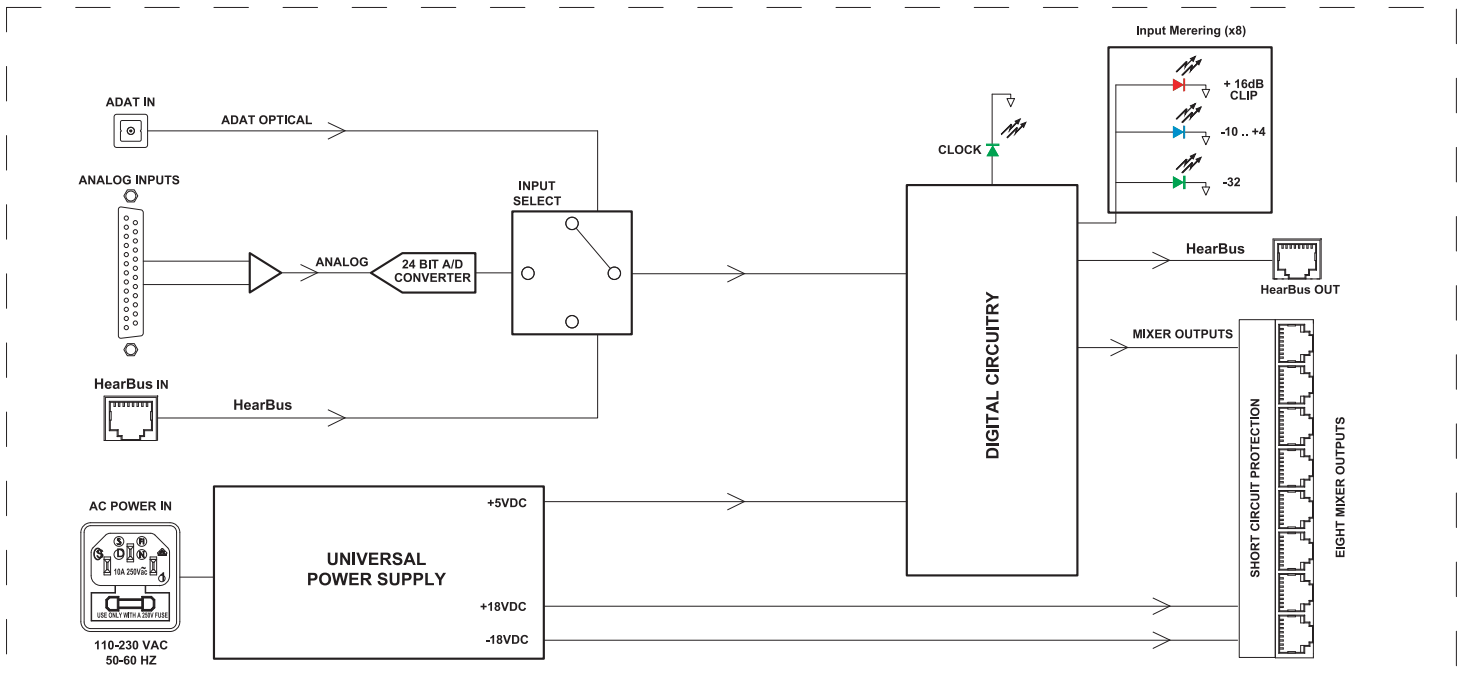 Input Merering (x8)
+ 16dB
CLIP
-10 .. +4
-32
CLOCK
ADAT IN
ADAT OPTICAL
ANALOG INPUTS
INPUT
SELECT
ANALOG
24 BIT A/D
CONVERTER
HearBus IN
HearBus
DIGITAL CIRCUITRY
HearBus
HearBus OUT
MIXER OUTPUTS
SHORT CIRCUIT PROTECTION
EIGHT MIXER OUTPUTS
AC POWER IN
S R
D N
10A 250Vac
USE ONLY WITH A 250V FUSE
110-230 VAC
50-60 HZ
UNIVERSAL
POWER SUPPLY
+5VDC
+18VDC
-18VDC